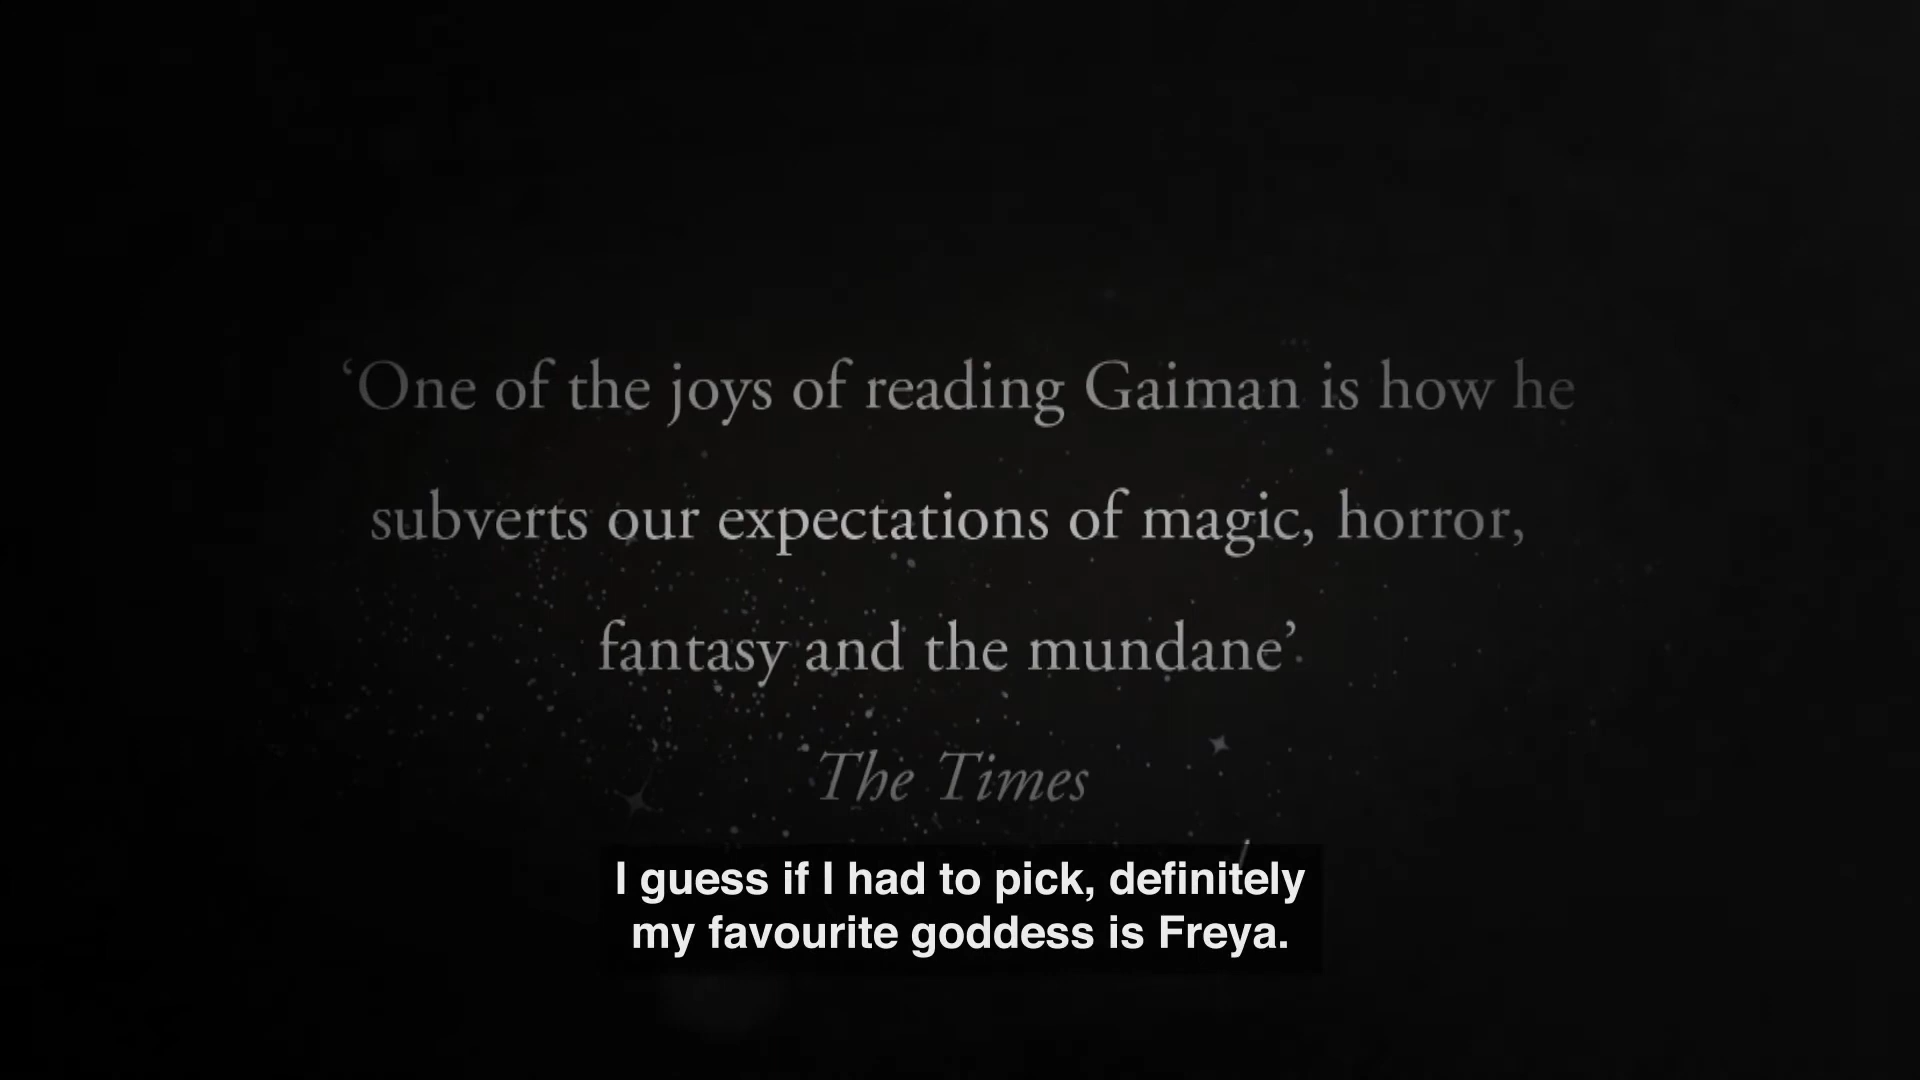 ‘One of the joys of reading Gaiman is how he
subverts our expectations of magic, horror,
fantasy and the mundane’
The Times
I guess if I had to pick, definitely
my favourite goddess is Freya.